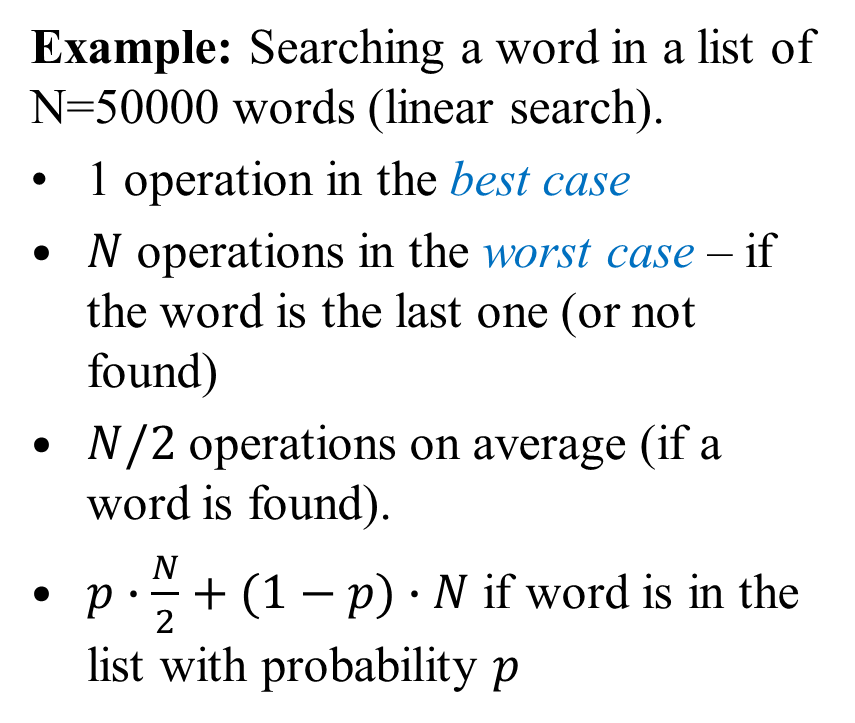 Example: Searching a word in a list of
N=50000 words (linear search).
• 1 operation in the best case
• N operations in the worst case – if
the word is the last one (or not
found)
• N/2 operations on average (if a
word is found).
• p · N/2 + (1 − p) · N if word is in the
list with probability p